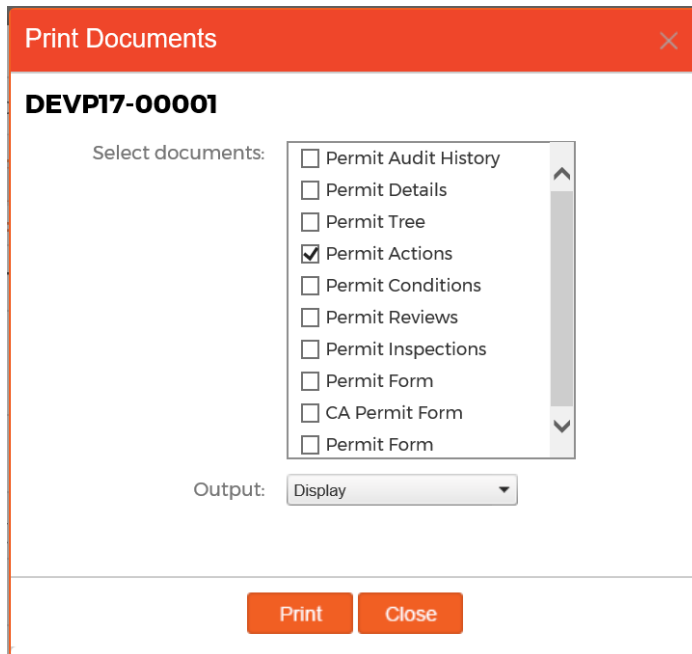 Print Documents
DEVP17-00001
Select documents:
Permit Audit History
Permit Details
Permit Tree
Permit Actions
Permit Conditions
Permit Reviews
Permit Inspections
Permit Form
CA Permit Form
Permit Form
Output:
Display
Print
Close